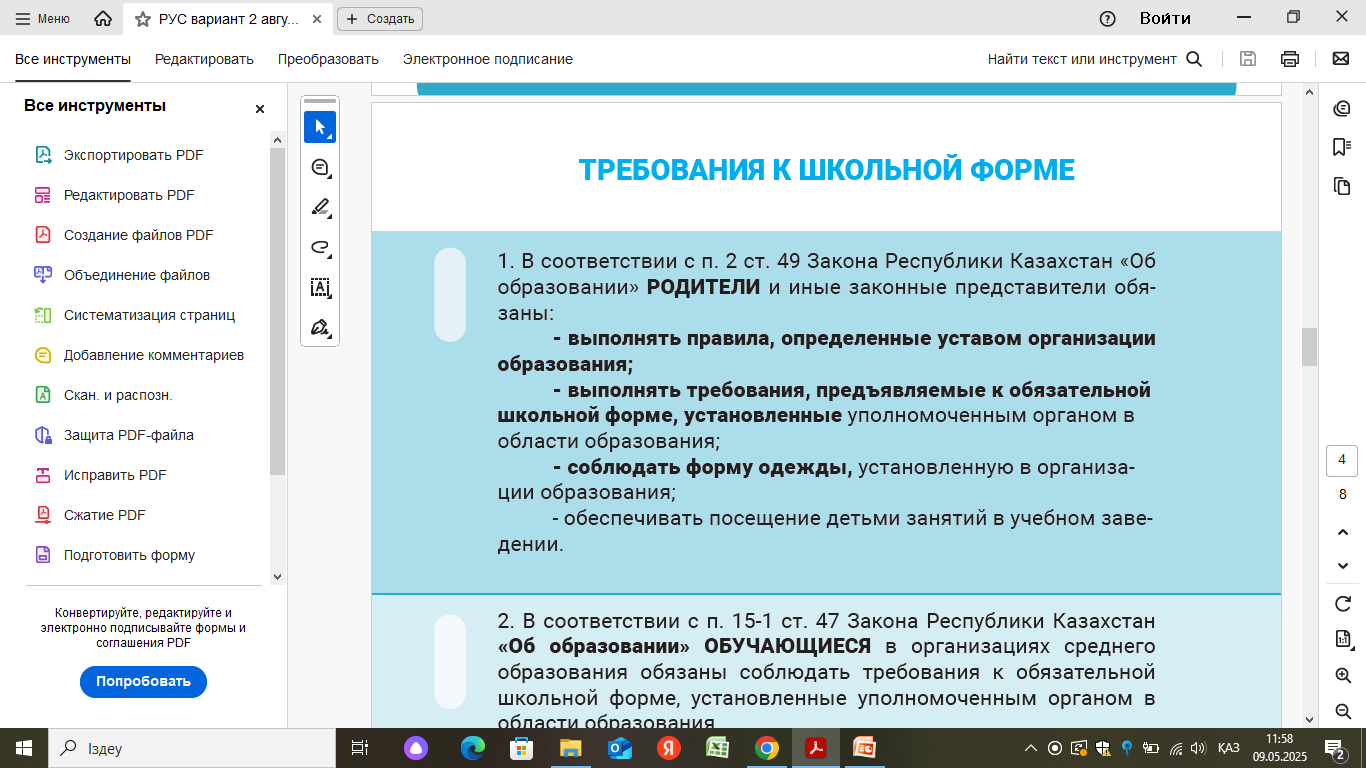 Меню
РУС вариант 2 авгу...
Создать
Войти
Все инструменты
Редактировать
Преобразовать
Электронное подписание
Найти текст или инструмент
Все инструменты
Экспортировать PDF
Редактировать PDF
Создание файлов PDF
Объединение файлов
Систематизация страниц
Добавление комментариев
Скан. и распозн.
Защита PDF-файла
Исправить PDF
Сжатие PDF
Подготовить форму
Конвертируйте, редактируйте и
электронно подписывайте формы и
соглашения PDF
Попробовать
ТРЕБОВАНИЯ К ШКОЛЬНОЙ ФОРМЕ
1. В соответствии с п. 2 ст. 49 Закона Республики Казахстан «Об
образовании» РОДИТЕЛИ и иные законные представители обя-
заны:
- выполнять правила, определенные уставом организации
образования;
- выполнять требования, предъявляемые к обязательной
школьной форме, установленные уполномоченным органом в
области образования;
- соблюдать форму одежды, установленную в организа-
ции образования;
- обеспечивать посещение детьми занятий в учебном заве-
дении.
2. В соответствии с п. 15-1 ст. 47 Закона Республики Казахстан
«Об образовании» ОБУЧАЮЩИЕСЯ в организациях среднего
образования обязаны соблюдать требования к обязательной
школьной форме, установленные уполномоченным органом в
области образования
4
8
1:1
Іздеу
ҚАЗ
11:58
09.05.2025
2